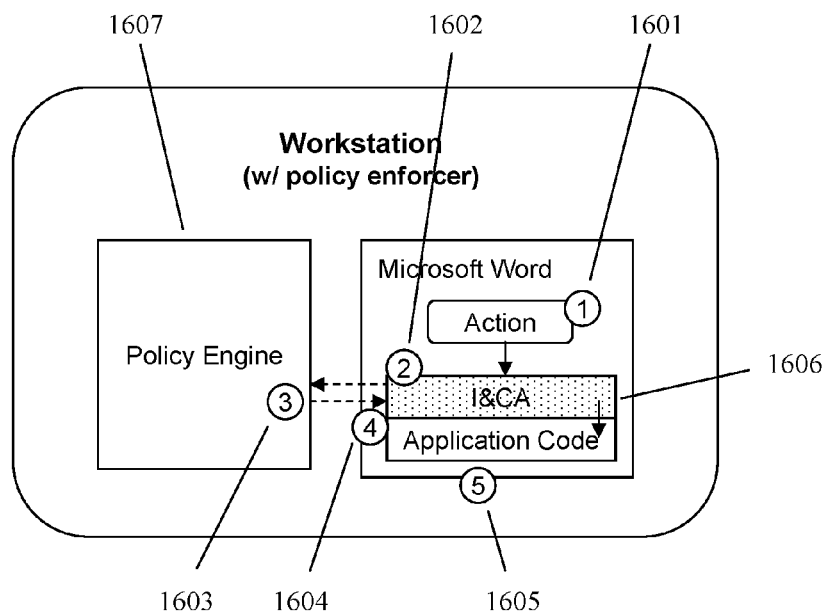 1607
1602
1601
Workstation
(w/ policy enforcer)
Microsoft Word
1
Action
Policy Engine
2
1606
3
I&CA
4
Application Code
5
1603
1604
1605